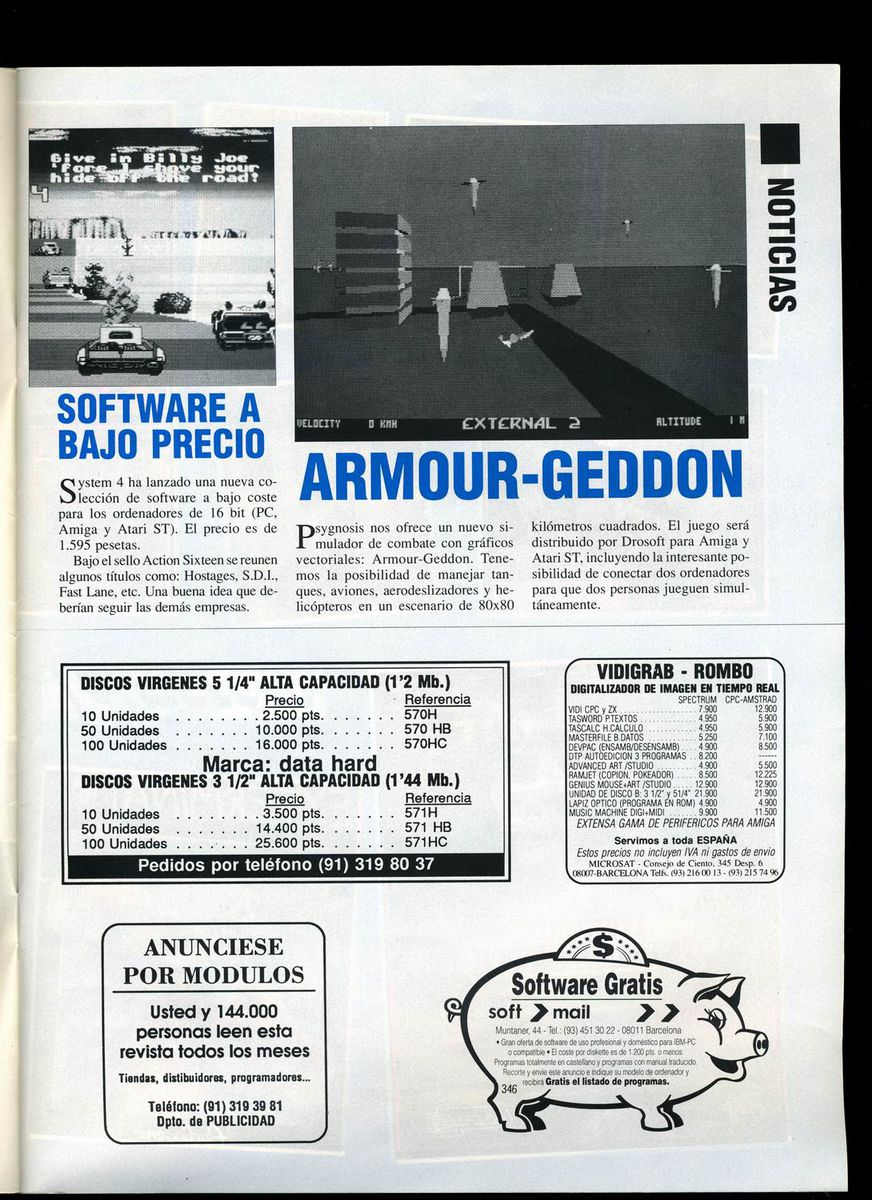 Give in Billy Joe
'fore I shove your
hide off the road!
4
VELOCITY 0 KMH EXTERNAL 2 ALTITUDE 1 M
NOTICIAS
SOFTWARE A
BAJO PRECIO
System 4 ha lanzado una nueva co-
lección de software a bajo coste
para los ordenadores de 16 bit (PC,
Amiga y Atari ST). El precio es de
1.595 pesetas.
Bajo el sello Action Sixteen se reunen
algunos títulos como: Hostages, S.D.I.,
Fast Lane, etc. Una buena idea que de-
berían seguir las demás empresas.
ARMOUR-GEDDON
Psygnosis nos ofrece un nuevo si-
mulador de combate con gráficos
vectoriales: Armour-Geddon. Tene-
mos la posibilidad de manejar tan-
ques, aviones, aerodeslizadores y he-
licópteros en un escenario de 80x80
kilómetros cuadrados. El juego será
distribuido por Drosoft para Amiga y
Atari ST, incluyendo la interesante po-
sibilidad de conectar dos ordenadores
para que dos personas jueguen simul-
táneamente.
DISCOS VIRGENES 5 1/4" ALTA CAPACIDAD (1'2 Mb.)
Precio Referencia
10 Unidades . . . . . . . . 2.500 pts. . . . . . . 570H
50 Unidades . . . . . . . . 10.000 pts. . . . . . . 570 HB
100 Unidades . . . . . . . . 16.000 pts. . . . . . . 570HC
Marca: data hard
DISCOS VIRGENES 3 1/2" ALTA CAPACIDAD (1'44 Mb.)
Precio Referencia
10 Unidades . . . . . . . . 3.500 pts. . . . . . . 571H
50 Unidades . . . . . . . . 14.400 pts. . . . . . . 571 HB
100 Unidades . . . . . . . . 25.600 pts. . . . . . . 571HC
Pedidos por teléfono (91) 319 80 37
VIDIGRAB - ROMBO
DIGITALIZADOR DE IMAGEN EN TIEMPO REAL
SPECTRUM CPC-AMSTRAD
VIDI CPC y ZX 7.900 12.900
TASWORD P.TEXTOS 4.950 5.900
TASCALC H.CALCULO 4.950 5.900
MASTERFILE B.DATOS 5.250 7.100
DEVPAC (ENSAMB/DESENSAMB) 4.900 8.500
DTP AUTOEDICION 3 PROGRAMAS 8.200 ------
ADVANCED ART /STUDIO 4.900 5.500
RAMJET (COPION, POKEADOR) 8.500 12.225
GENIUS MOUSE+ART /STUDIO 12.900 12.900
UNIDAD DE DISCO B: 3 1/2" y 51/4" 21.900 21.900
LAPIZ OPTICO (PROGRAMA EN ROM) 4.900 4.900
MUSIC MACHINE DIGI+MIDI 9.900 11.500
EXTENSA GAMA DE PERIFERICOS PARA AMIGA
Servimos a toda ESPAÑA
Estos precios no incluyen IVA ni gastos de envio
MICROSAT - Consejo de Ciento, 345 Desp. 6
08007-BARCELONA Telfs. (93) 216 00 13 - (93) 215 74 96
ANUNCIESE
POR MODULOS
Usted y 144.000
personas leen esta
revista todos los meses
Tiendas, distibuidores, programadores...
Teléfono: (91) 319 39 81
Dpto. de PUBLICIDAD
$
Software Gratis
soft mail
Muntaner, 44 - Tel.: (93) 451 30 22 - 08011 Barcelona
• Gran oferta de software de uso profesional y doméstico para IBM-PC
o compatible • El coste por diskette es de 1.200 pts. o menos.
Programas totalmente en castellano y programas con manual traducido.
Recorte y envie este anuncio e indique su modelo de ordenador y
recibirá Gratis el listado de programas.
346